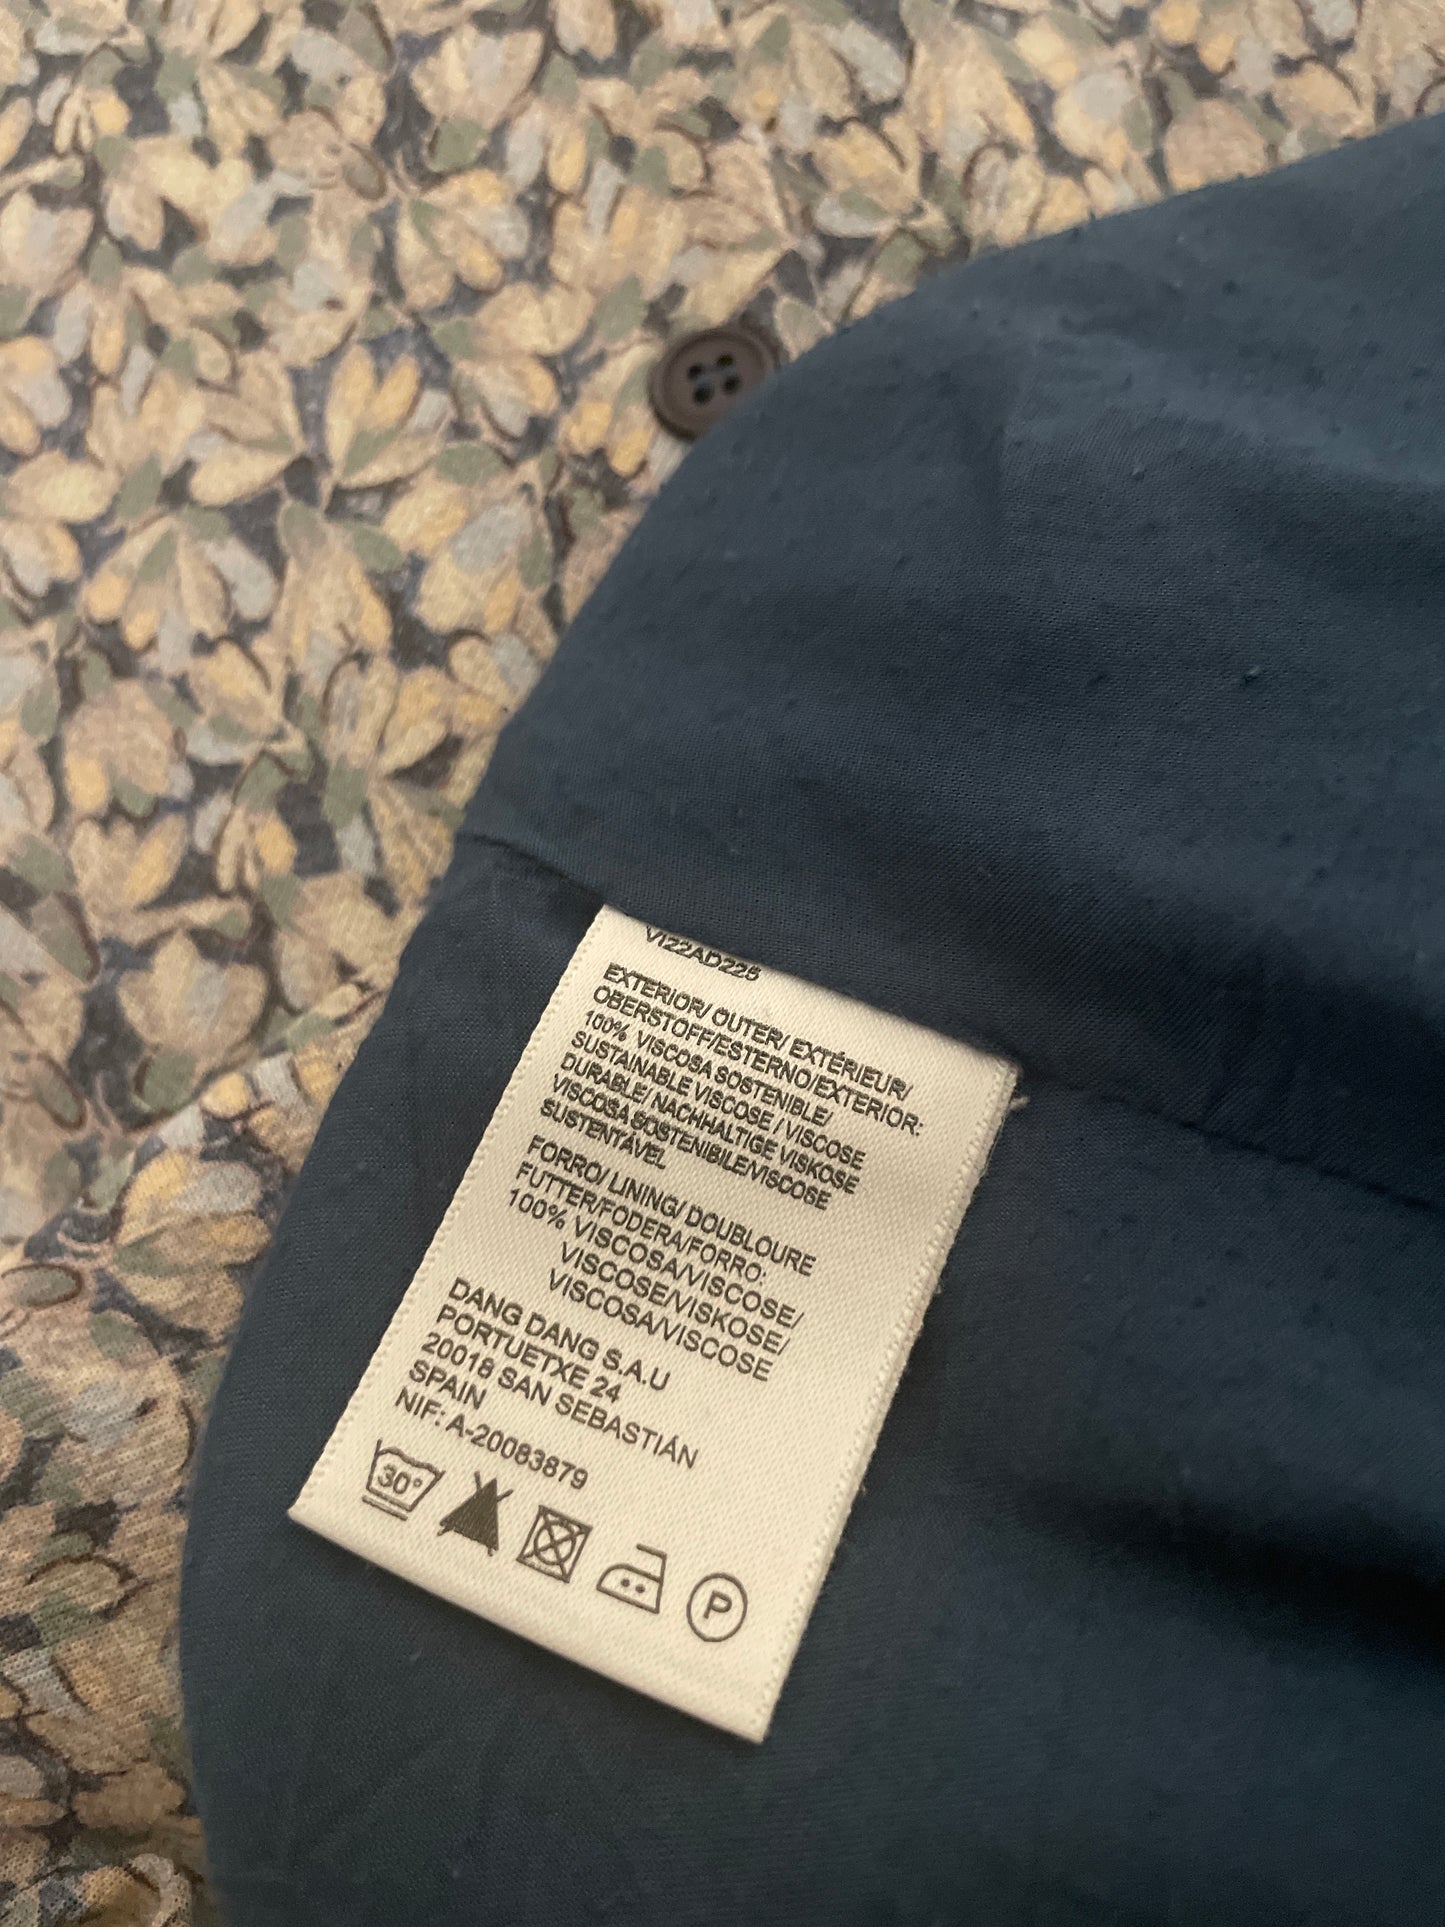 VI22AD225
EXTERIOR/ OUTER/ EXTÉRIEUR/
OBERSTOFF/ESTERNO/EXTERIOR:
100% VISCOSA SOSTENIBLE/
SUSTAINABLE VISCOSE / VISCOSE
DURABLE/ NACHHALTIGE VISKOSE
VISCOSA SOSTENIBILE/VISCOSE
SUSTENTÁVEL
FORRO/ LINING/ DOUBLOURE
FUTTER/FODERA/FORRO:
100% VISCOSA/VISCOSE/
VISCOSE/VISKOSE/
VISCOSA/VISCOSE
DANG DANG S.A.U
PORTUETXE 24
20018 SAN SEBASTIÁN
SPAIN
NIF: A-20083879
30°
P